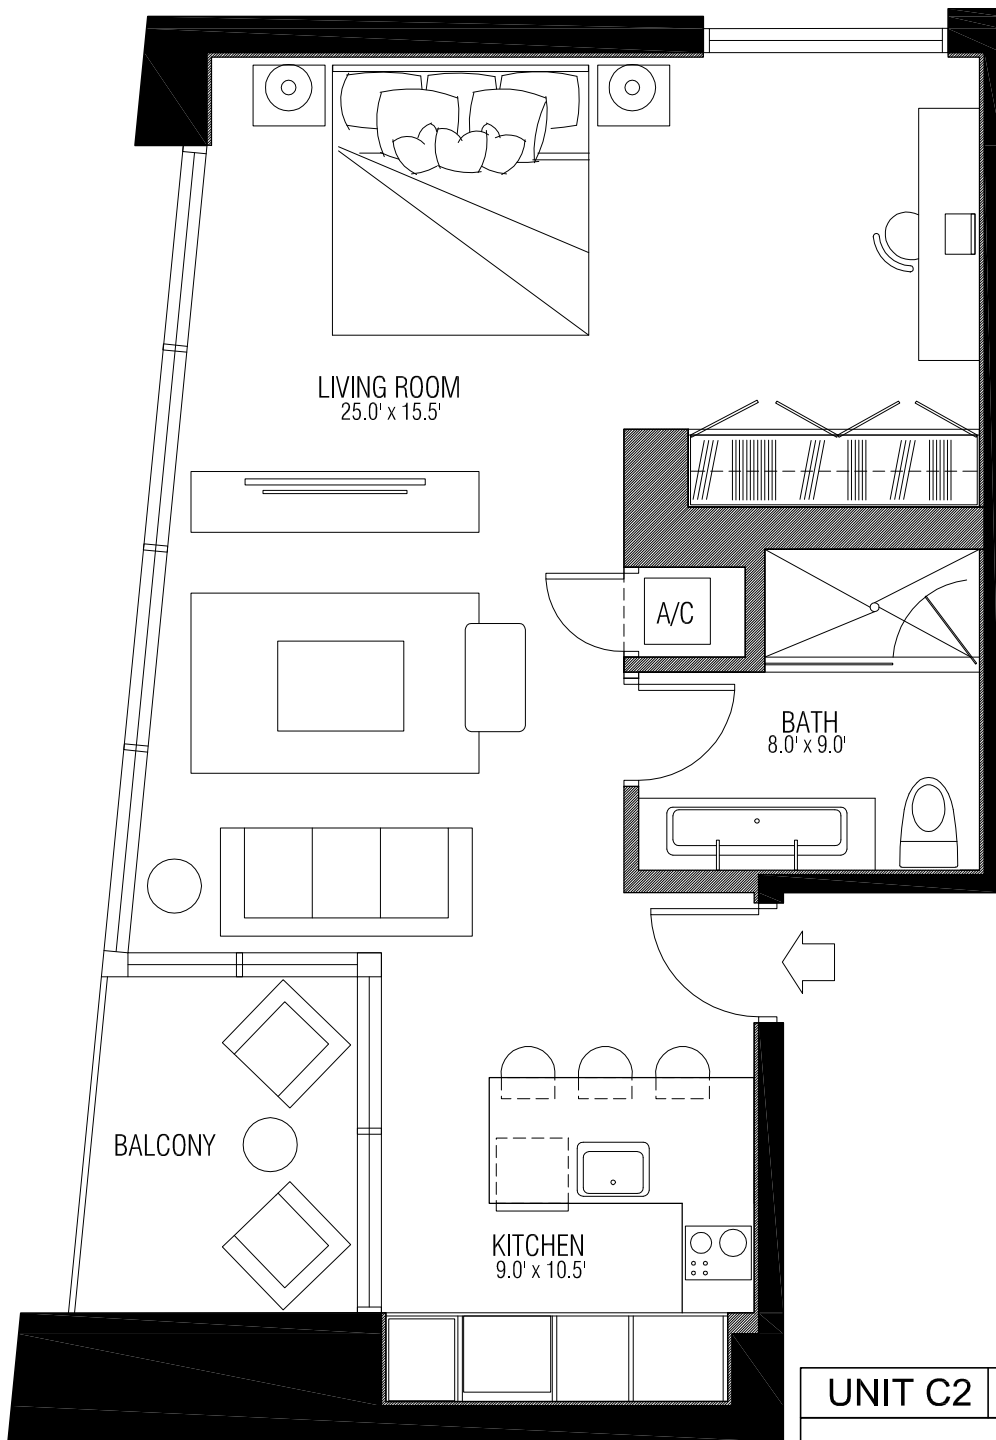 LIVING ROOM
25.0' x 15.5'
A/C
BATH
8.0' x 9.0'
BALCONY
KITCHEN
9.0' x 10.5'
UNIT C2